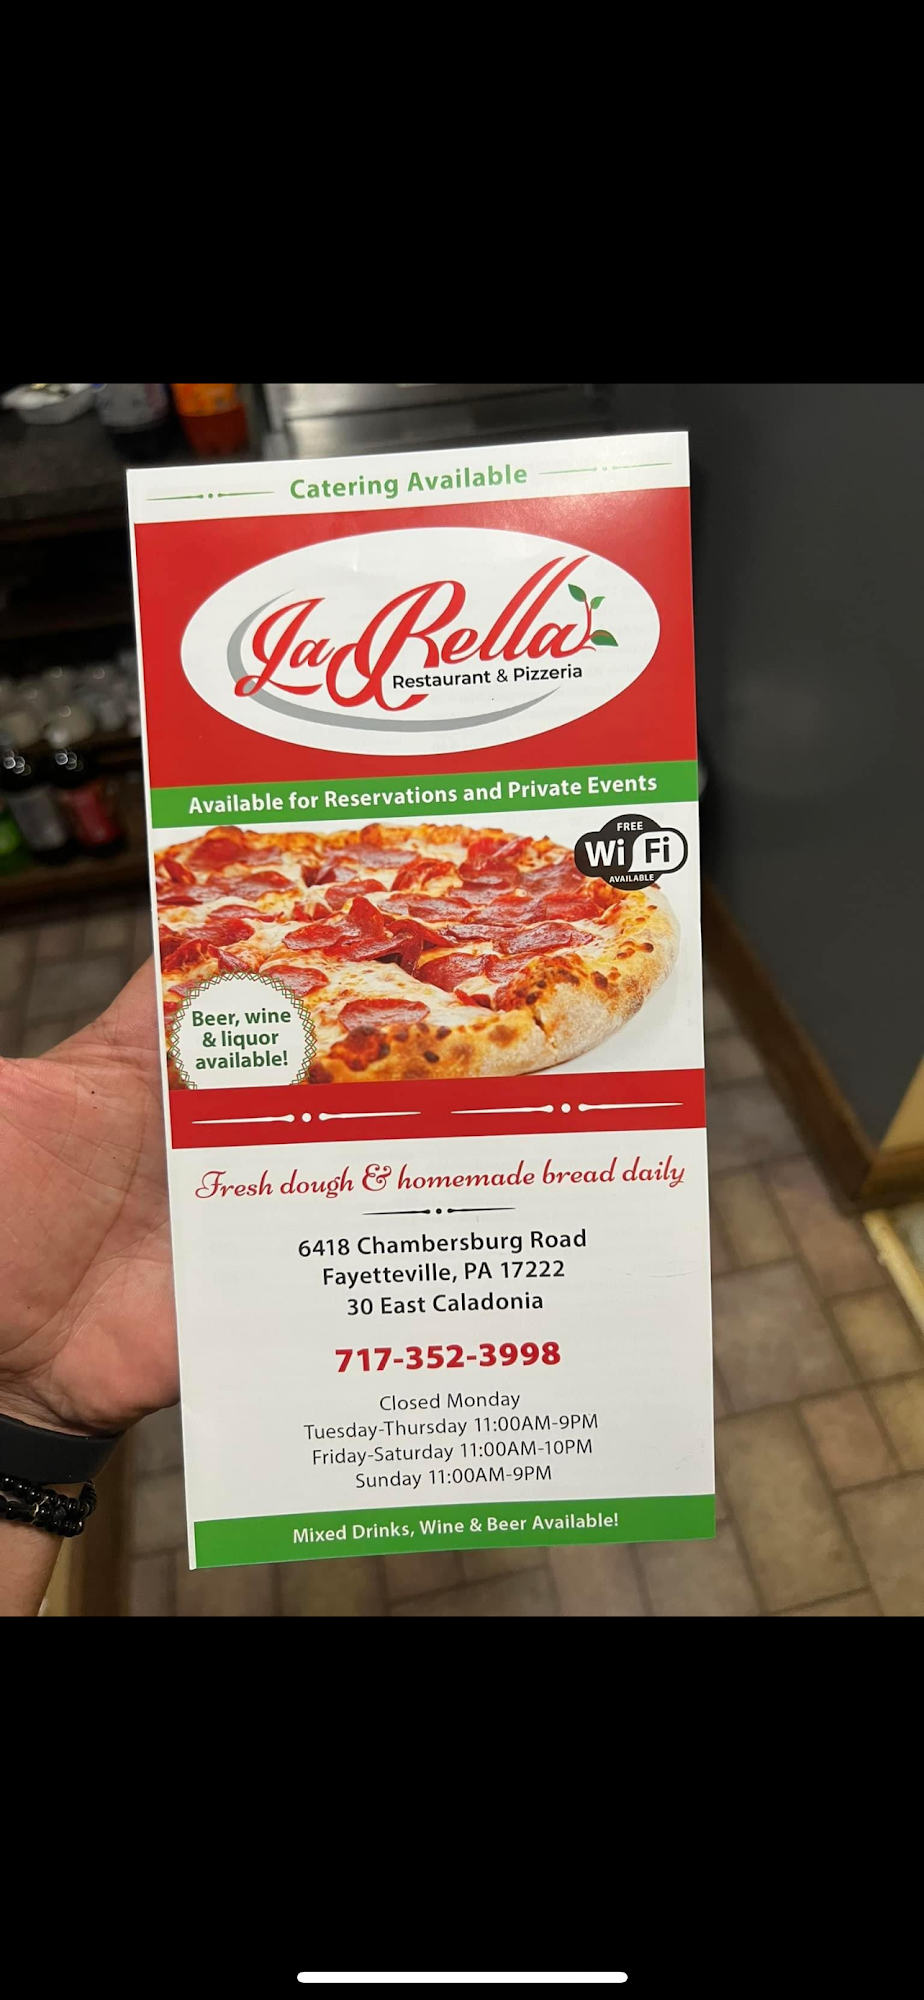 Catering Available
La Bella
Restaurant & Pizzeria
Available for Reservations and Private Events
FREE
Wi Fi
AVAILABLE
Beer, wine
& liquor
available!
Fresh dough & homemade bread daily
6418 Chambersburg Road
Fayetteville, PA 17222
30 East Caladonia
717-352-3998
Closed Monday
Tuesday-Thursday 11:00AM-9PM
Friday-Saturday 11:00AM-10PM
Sunday 11:00AM-9PM
Mixed Drinks, Wine & Beer Available!